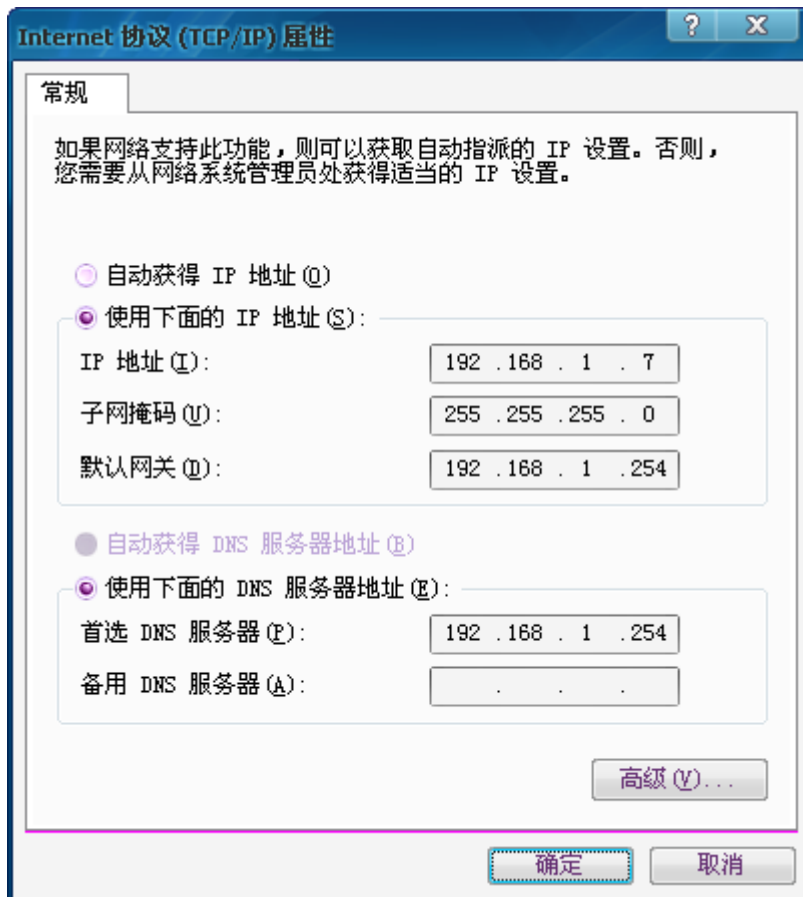 Internet 协议 (TCP/IP) 属性
常规
如果网络支持此功能，则可以获取自动指派的 IP 设置。否则，
您需要从网络系统管理员处获得适当的 IP 设置。
自动获得 IP 地址(O)
使用下面的 IP 地址(S):
IP 地址(I): 192 .168 . 1 . 7
子网掩码(U): 255 .255 .255 . 0
默认网关(D): 192 .168 . 1 .254
自动获得 DNS 服务器地址(B)
使用下面的 DNS 服务器地址(E):
首选 DNS 服务器(P): 192 .168 . 1 .254
备用 DNS 服务器(A): . . .
高级(V)...
确定 取消